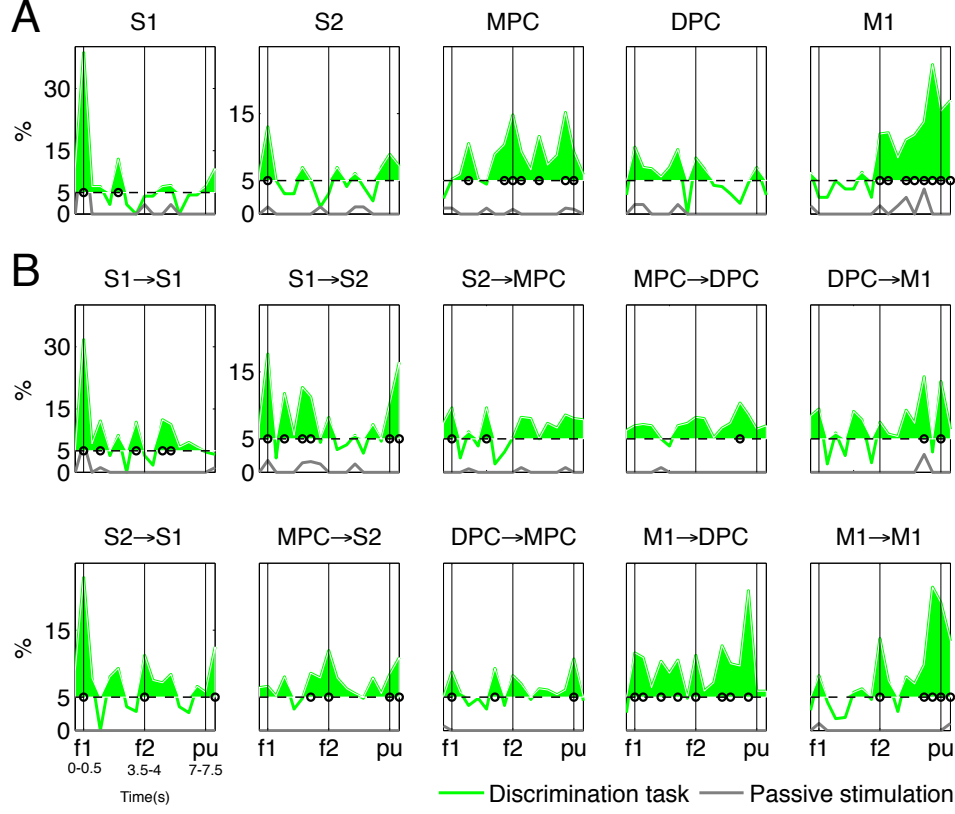 A
S1 S2 MPC DPC M1
%
30
15
5
0
15
5
0
B
S1→S1 S1→S2 S2→MPC MPC→DPC DPC→M1
%
30
15
5
0
15
5
0
S2→S1 MPC→S2 DPC→MPC M1→DPC M1→M1
%
15
5
0
f1 f2 pu f1 f2 pu f1 f2 pu f1 f2 pu f1 f2 pu
0-0.5 3.5-4 7-7.5
Time(s)
Discrimination task Passive stimulation